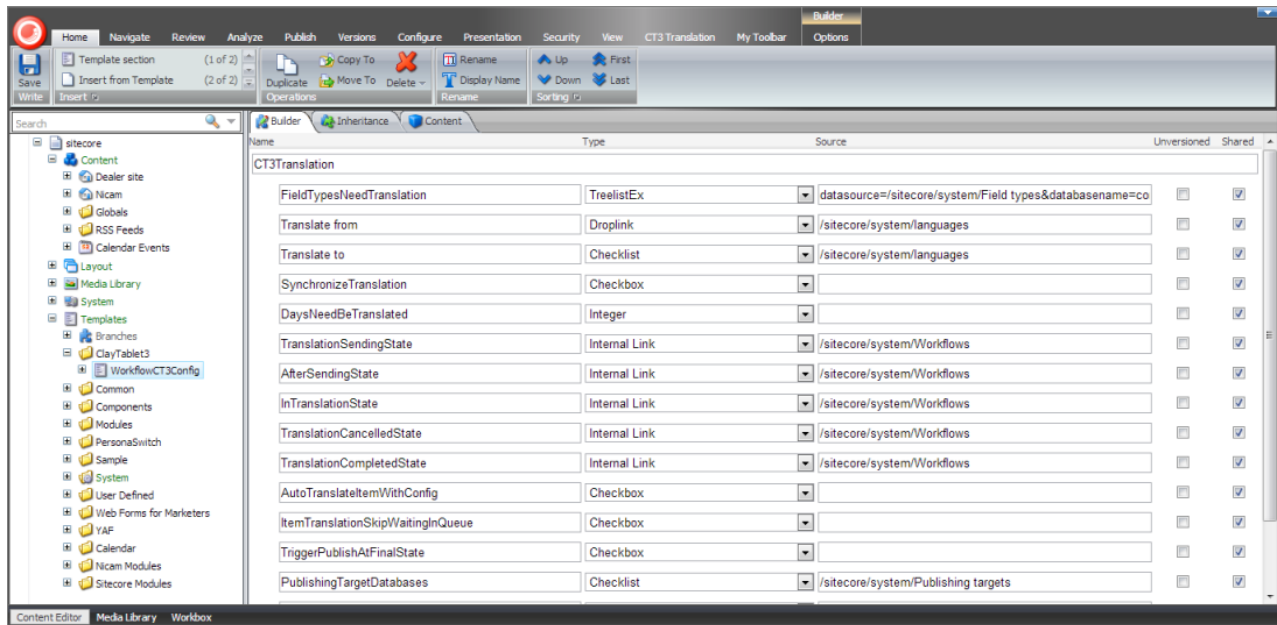 Builder
Home Navigate Review Analyze Publish Versions Configure Presentation Security View CT3 Translation My Toolbar Options
Save
Write
Template section (1 of 2)
Insert from Template (2 of 2)
Insert
Duplicate
Copy To
Move To
Delete
Operations
Rename
Display Name
Rename
Up First
Down Last
Sorting
Search
sitecore
Content
Dealer site
Nicam
Globals
RSS Feeds
Calendar Events
Layout
Media Library
System
Templates
Branches
ClayTablet3
WorkflowCT3Config
Common
Components
Modules
PersonaSwitch
Sample
System
User Defined
Web Forms for Marketers
YAF
Calendar
Nicam Modules
Sitecore Modules
Builder Inheritance Content
Name Type Source Unversioned Shared
CT3Translation
FieldTypesNeedTranslation TreelistEx datasource=/sitecore/system/Field types&databasename=co
Translate from Droplink /sitecore/system/languages
Translate to Checklist /sitecore/system/languages
SynchronizeTranslation Checkbox
DaysNeedBeTranslated Integer
TranslationSendingState Internal Link /sitecore/system/Workflows
AfterSendingState Internal Link /sitecore/system/Workflows
InTranslationState Internal Link /sitecore/system/Workflows
TranslationCancelledState Internal Link /sitecore/system/Workflows
TranslationCompletedState Internal Link /sitecore/system/Workflows
AutoTranslateItemWithConfig Checkbox
ItemTranslationSkipWaitingInQueue Checkbox
TriggerPublishAtFinalState Checkbox
PublishingTargetDatabases Checklist /sitecore/system/Publishing targets
Content Editor Media Library Workbox